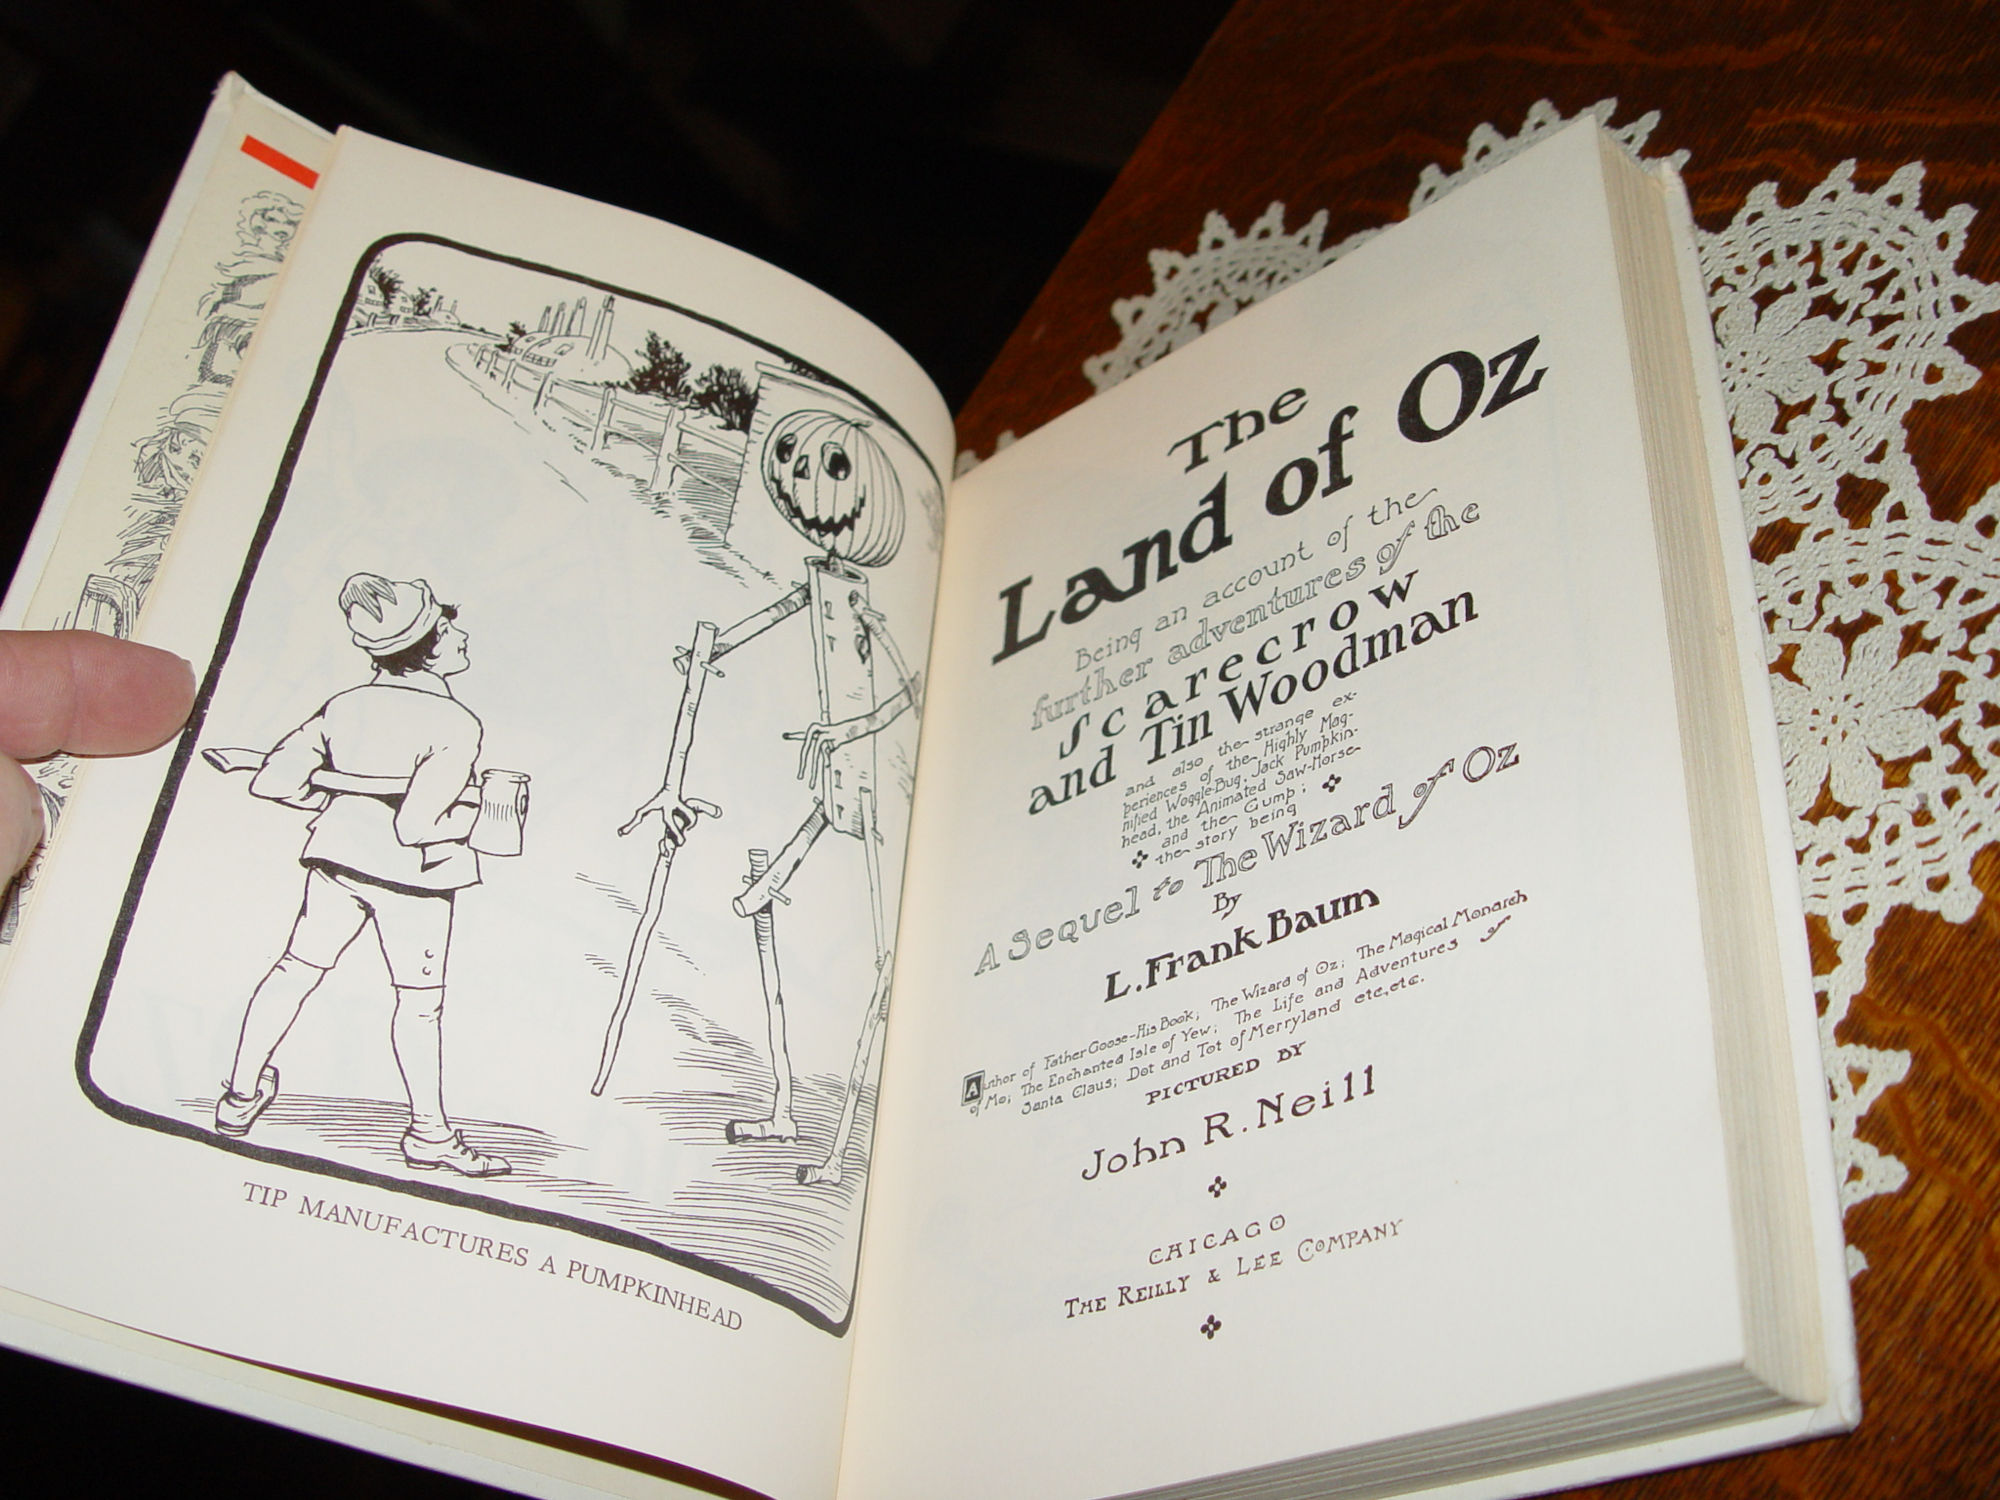 TIP MANUFACTURES A PUMPKINHEAD
The
Land of Oz
Being an account of the
further adventures of the
Scarecrow
and Tin Woodman
and also the strange ex-
periences of the Highly Mag-
nified Woggle-Bug, Jack Pumpkin-
head, the Animated Saw-Horse
and the Gump;
the story being
A Sequel to The Wizard of Oz
By
L. Frank Baum
Author of Father Goose-His Book; The Wizard of Oz; The Magical Monarch
of Mo; The Enchanted Isle of Yew; The Life and Adventures of
Santa Claus; Dot and Tot of Merryland etc, etc.
PICTURED BY
John R. Neill
CHICAGO
THE REILLY & LEE COMPANY